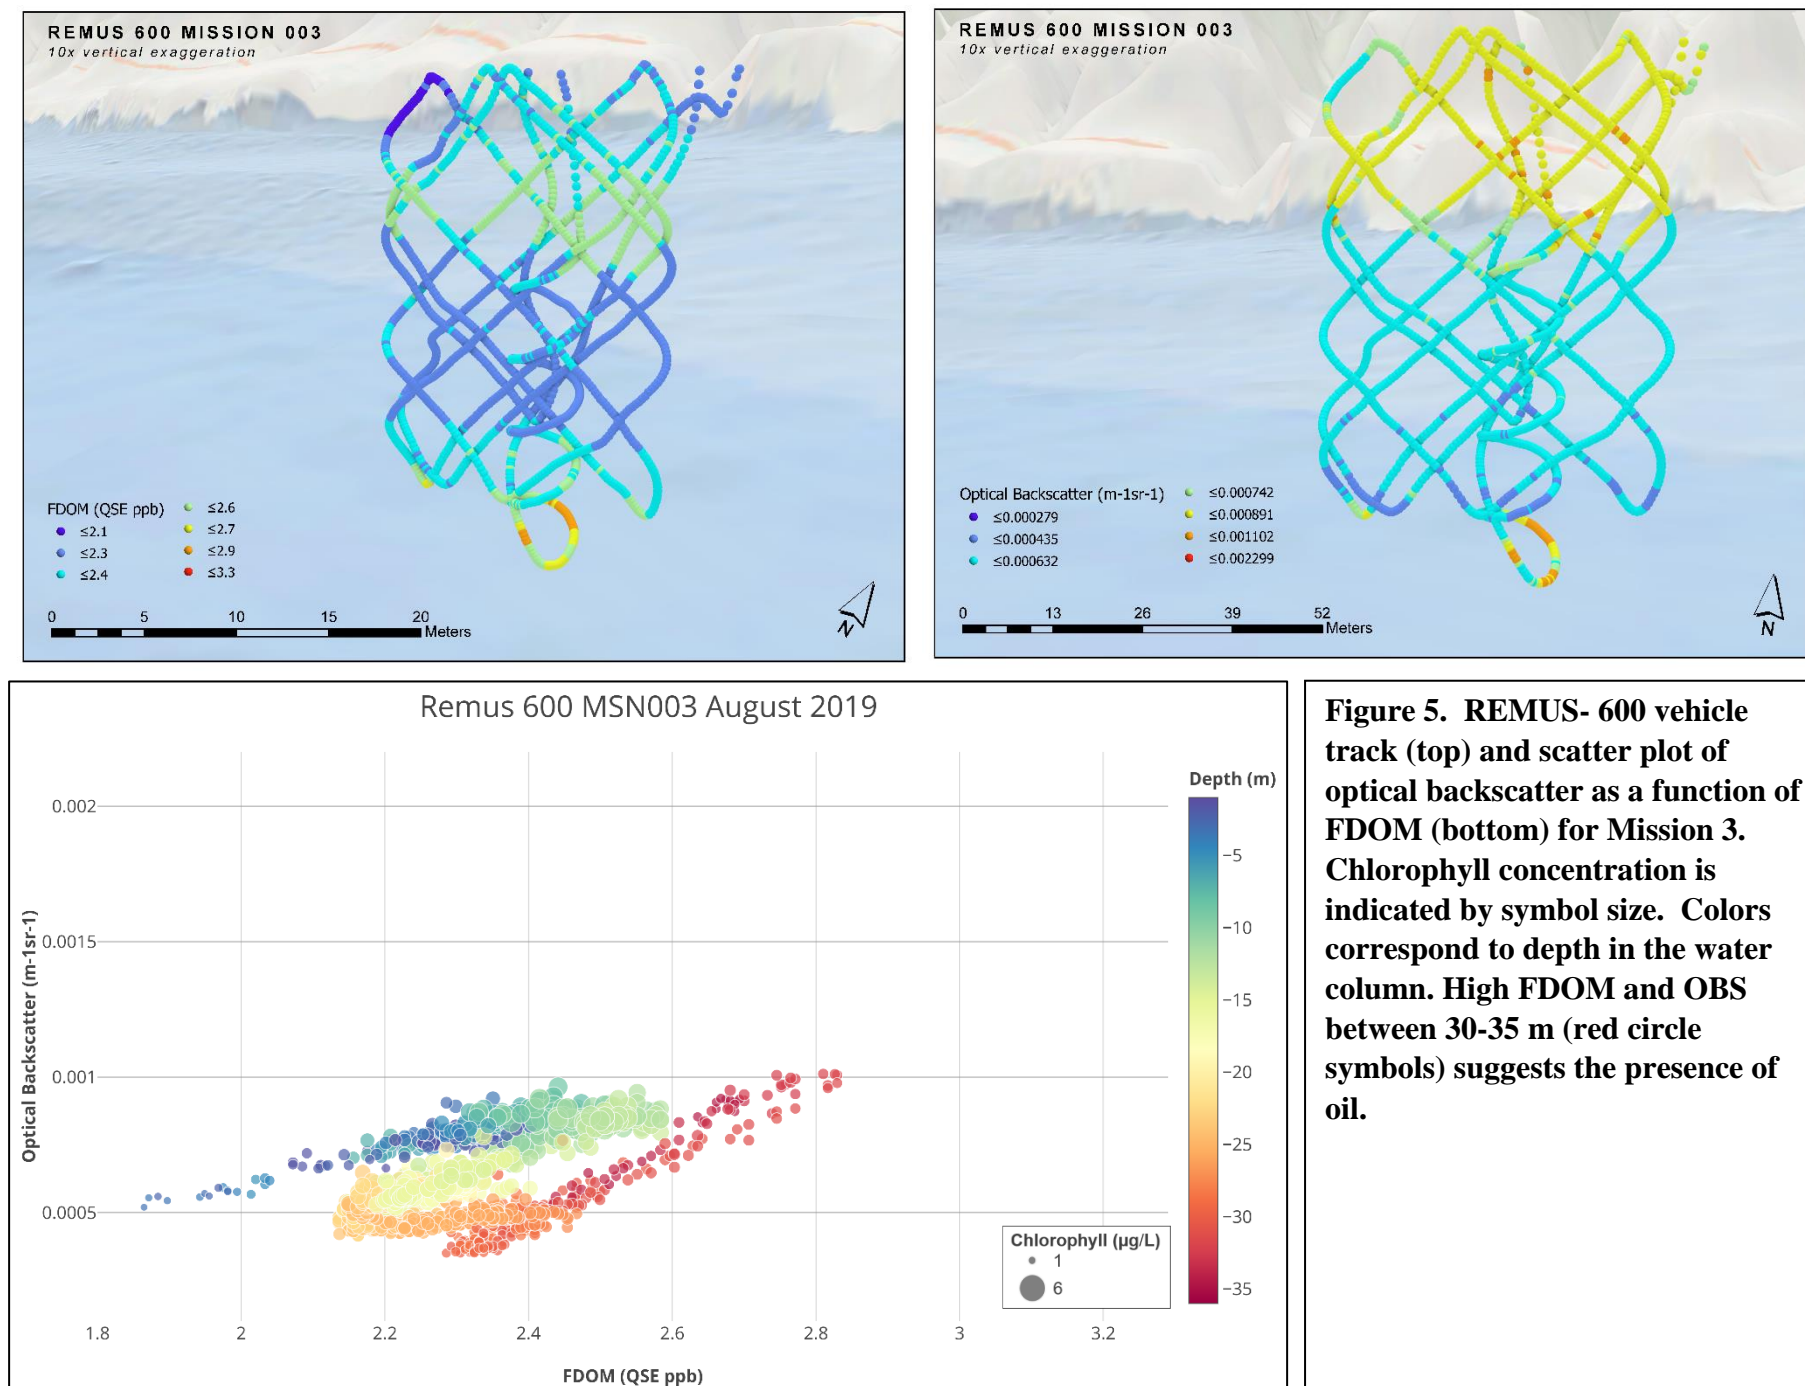 REMUS 600 MISSION 003
10x vertical exaggeration
FDOM (QSE ppb)
≤2.1
≤2.3
≤2.4
≤2.6
≤2.7
≤2.9
≤3.3
0 5 10 15 20
Meters
N
REMUS 600 MISSION 003
10x vertical exaggeration
Optical Backscatter (m-1sr-1)
≤0.000279
≤0.000435
≤0.000632
≤0.000742
≤0.000891
≤0.001102
≤0.002299
0 13 26 39 52
Meters
N
Remus 600 MSN003 August 2019
Optical Backscatter (m-1sr-1)
0.002
0.0015
0.001
0.0005
1.8 2 2.2 2.4 2.6 2.8 3 3.2
FDOM (QSE ppb)
Depth (m)
−5
−10
−15
−20
−25
−30
−35
Chlorophyll (µg/L)
1
6
Figure 5. REMUS- 600 vehicle
track (top) and scatter plot of
optical backscatter as a function of
FDOM (bottom) for Mission 3.
Chlorophyll concentration is
indicated by symbol size. Colors
correspond to depth in the water
column. High FDOM and OBS
between 30-35 m (red circle
symbols) suggests the presence of
oil.